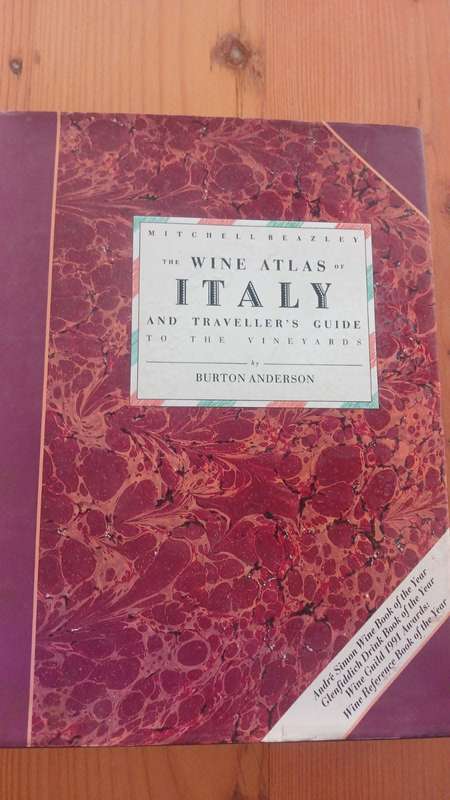 MITCHELL BEAZLEY
THE WINE ATLAS OF
ITALY
AND TRAVELLER'S GUIDE
TO THE VINEYARDS
by
BURTON ANDERSON
André Simon Wine Book of the Year
Glenfiddich Drink Book of the Year
Wine Guild 1991 Awards:
Wine Reference Book of the Year